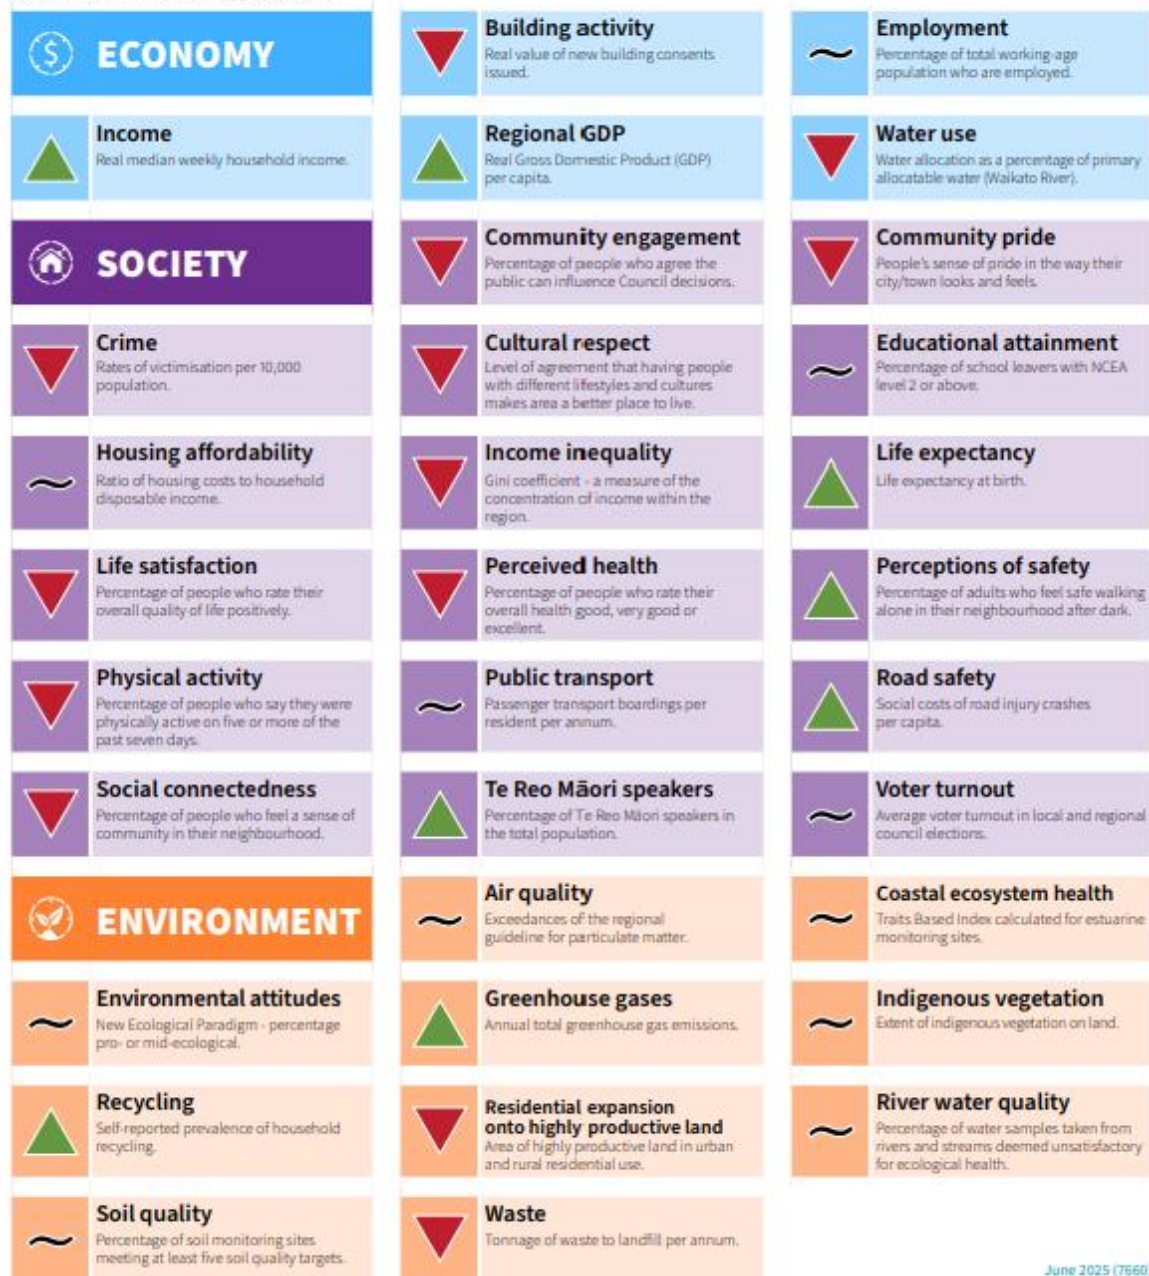 ECONOMY
Building activity
Real value of new building consents
issued.
Employment
Percentage of total working-age
population who are employed.
Income
Real median weekly household income.
Regional GDP
Real Gross Domestic Product (GDP)
per capita.
Water use
Water allocation as a percentage of primary
allocatable water (Waikato River).
SOCIETY
Community engagement
Percentage of people who agree the
public can influence Council decisions.
Community pride
People's sense of pride in the way their
city/town looks and feels.
Crime
Rates of victimisation per 10,000
population.
Cultural respect
Level of agreement that having people
with different lifestyles and cultures
makes area a better place to live.
Educational attainment
Percentage of school leavers with NCEA
level 2 or above.
Housing affordability
Ratio of housing costs to household
disposable income.
Income inequality
Gini coefficient - a measure of the
concentration of income within the
region.
Life expectancy
Life expectancy at birth.
Life satisfaction
Percentage of people who rate their
overall quality of life positively.
Perceived health
Percentage of people who rate their
overall health good, very good or
excellent.
Perceptions of safety
Percentage of adults who feel safe walking
alone in their neighbourhood after dark.
Physical activity
Percentage of people who say they were
physically active on five or more of the
past seven days.
Public transport
Passenger transport boardings per
resident per annum.
Road safety
Social costs of road injury crashes
per capita.
Social connectedness
Percentage of people who feel a sense of
community in their neighbourhood.
Te Reo Māori speakers
Percentage of Te Reo Māori speakers in
the total population.
Voter turnout
Average voter turnout in local and regional
council elections.
ENVIRONMENT
Air quality
Exceedances of the regional
guideline for particulate matter.
Coastal ecosystem health
Traits Based Index calculated for estuarine
monitoring sites.
Environmental attitudes
New Ecological Paradigm - percentage
pro- or mid-ecological.
Greenhouse gases
Annual total greenhouse gas emissions.
Indigenous vegetation
Extent of indigenous vegetation on land.
Recycling
Self-reported prevalence of household
recycling.
Residential expansion
onto highly productive land
Area of highly productive land in urban
and rural residential use.
River water quality
Percentage of water samples taken from
rivers and streams deemed unsatisfactory
for ecological health.
Soil quality
Percentage of soil monitoring sites
meeting at least five soil quality targets.
Waste
Tonnage of waste to landfill per annum.
June 2025 (7660